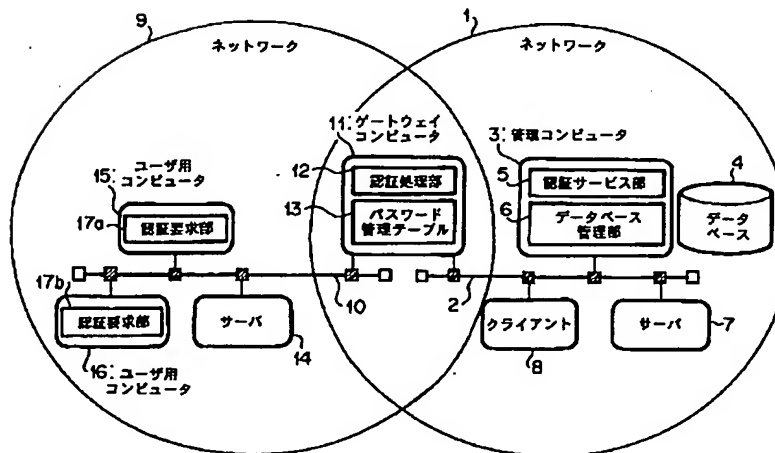 9
ネットワーク
1
ネットワーク
11:ゲートウェイ
コンピュータ
12
認証処理部
13
パスワード
管理テーブル
3:管理コンピュータ
5
認証サービス部
6
データベース
管理部
4
データ
ベース
15:
ユーザ用
コンピュータ
17a
認証要求部
17b
認証要求部
16:ユーザ用
コンピュータ
サーバ
14
10
2
クライアント
8
サーバ
7